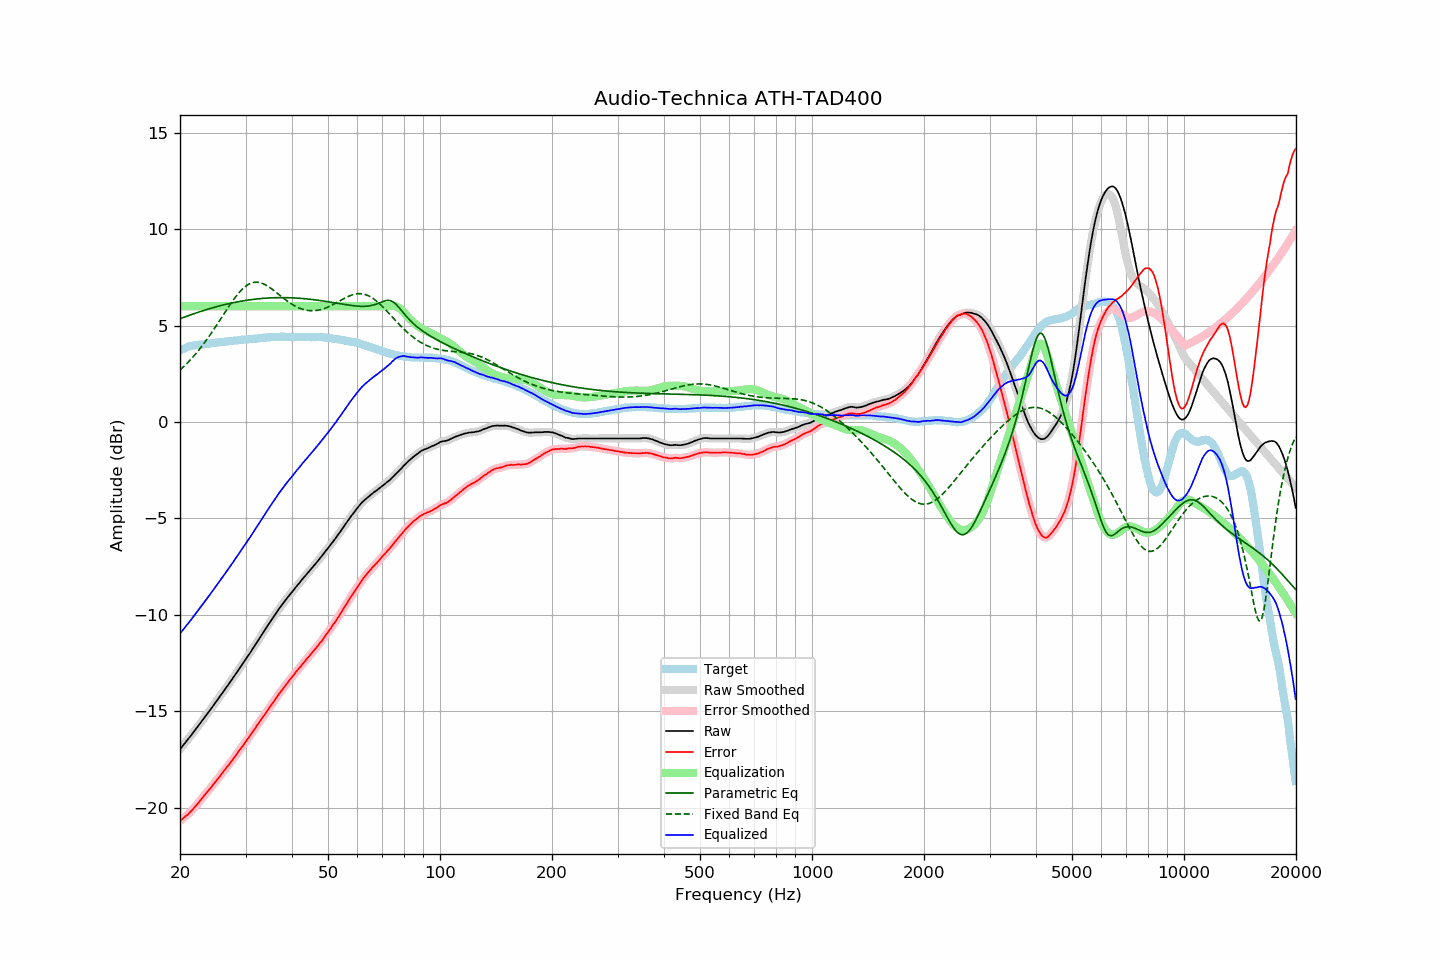 Audio-Technica ATH-TAD400
15
10
5
0
−5
−10
−15
−20
Amplitude (dBr)
Target
Raw Smoothed
Error Smoothed
Raw
Error
Equalization
Parametric Eq
Fixed Band Eq
Equalized
20 50 100 200 500 1000 2000 5000 10000 20000
Frequency (Hz)